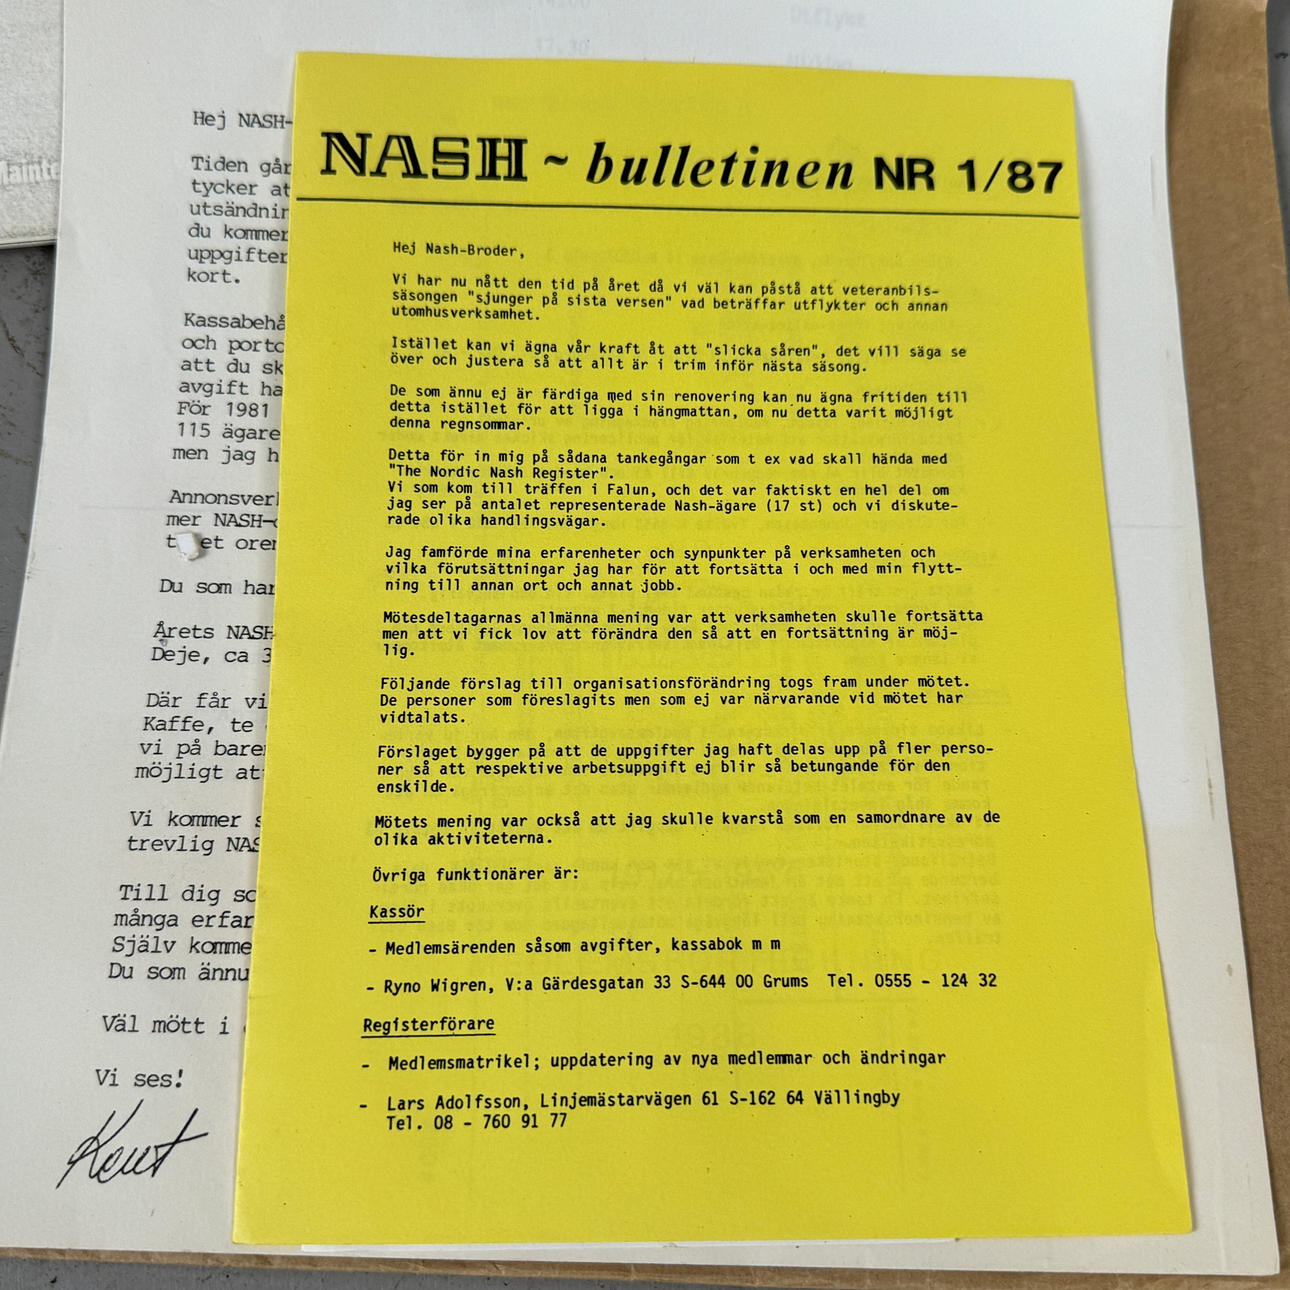 Utflykt
17.30
Hej NASH-
Tiden går
tycker at
utsändnin
du kommer
uppgifter
kort.
Kassabehå
och porto
att du sk
avgift ha
För 1981
115 ägare
men jag h
Annonsverk
mer NASH-
et oren
Du som har
Årets NASH
Deje, ca 3
Där får vi
Kaffe, te
vi på baren
möjligt att
Vi kommer s
trevlig NAS
Till dig so
många erfar
Själv komme
Du som ännu
Väl mött i
Vi ses!
Kent
NASH ~ bulletinen NR 1/87
Hej Nash-Broder,
Vi har nu nått den tid på året då vi väl kan påstå att veteranbils-
säsongen "sjunger på sista versen" vad beträffar utflykter och annan
utomhusverksamhet.
Istället kan vi ägna vår kraft åt att "slicka såren", det vill säga se
över och justera så att allt är i trim inför nästa säsong.
De som ännu ej är färdiga med sin renovering kan nu ägna fritiden till
detta istället för att ligga i hängmattan, om nu detta varit möjligt
denna regnsommar.
Detta för in mig på sådana tankegångar som t ex vad skall hända med
"The Nordic Nash Register".
Vi som kom till träffen i Falun, och det var faktiskt en hel del om
jag ser på antalet representerade Nash-ägare (17 st) och vi diskute-
rade olika handlingsvägar.
Jag famförde mina erfarenheter och synpunkter på verksamheten och
vilka förutsättningar jag har för att fortsätta i och med min flytt-
ning till annan ort och annat jobb.
Mötesdeltagarnas allmänna mening var att verksamheten skulle fortsätta
men att vi fick lov att förändra den så att en fortsättning är möj-
lig.
Följande förslag till organisationsförändring togs fram under mötet.
De personer som föreslagits men som ej var närvarande vid mötet har
vidtalats.
Förslaget bygger på att de uppgifter jag haft delas upp på fler perso-
ner så att respektive arbetsuppgift ej blir så betungande för den
enskilde.
Mötets mening var också att jag skulle kvarstå som en samordnare av de
olika aktiviteterna.
Övriga funktionärer är:
Kassör
- Medlemsärenden såsom avgifter, kassabok m m
- Ryno Wigren, V:a Gärdesgatan 33 S-644 00 Grums Tel. 0555 - 124 32
Registerförare
- Medlemsmatrikel; uppdatering av nya medlemmar och ändringar
- Lars Adolfsson, Linjemästarvägen 61 S-162 64 Vällingby
Tel. 08 - 760 91 77